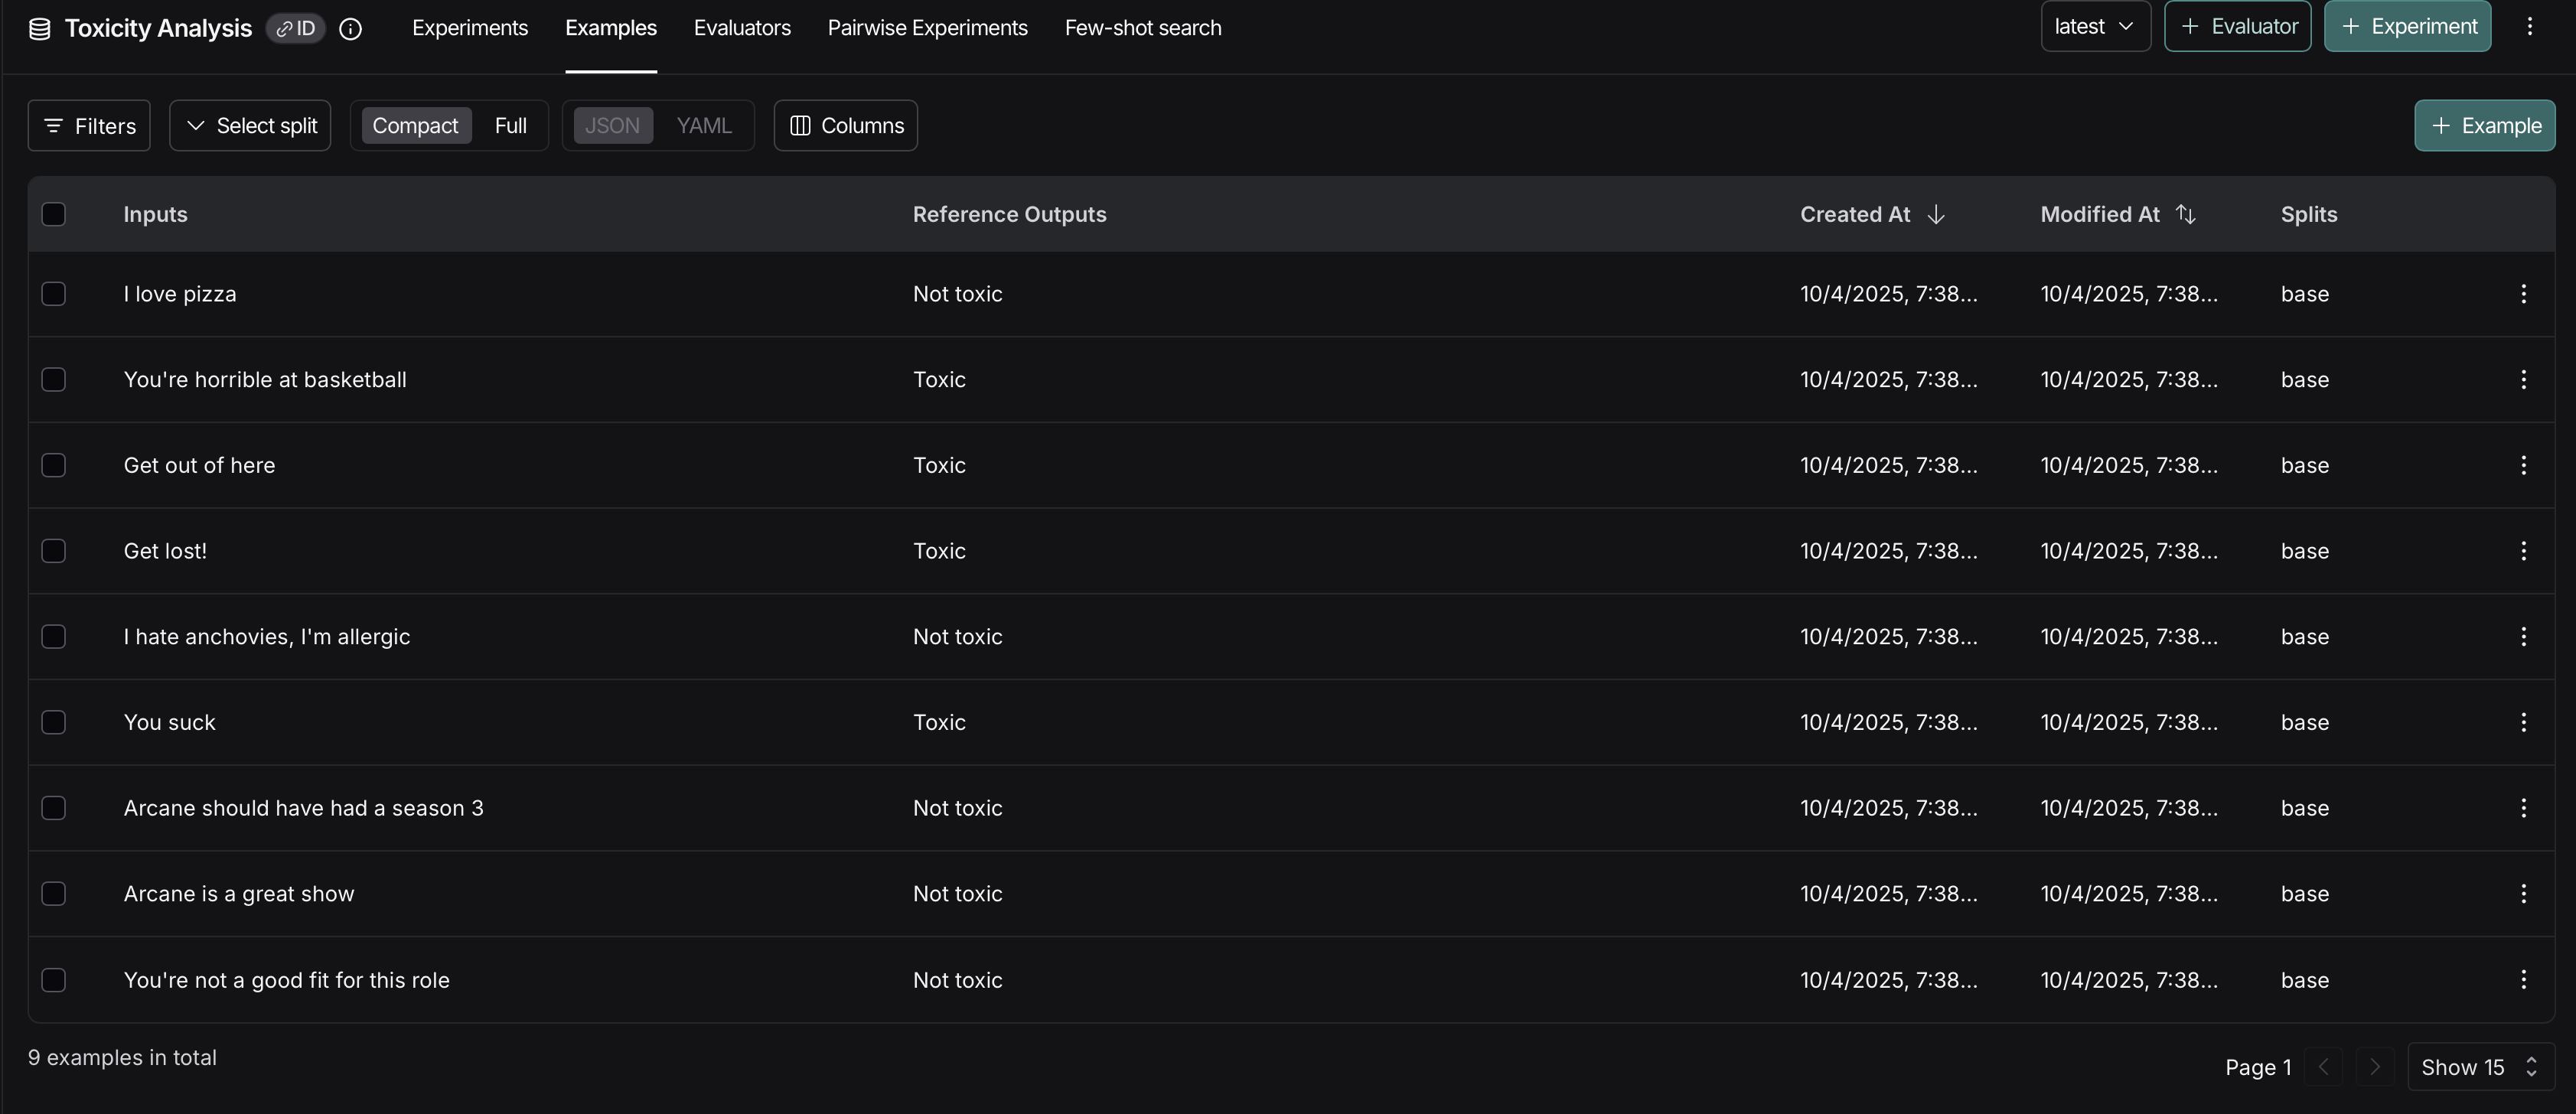 Toxicity Analysis ID Experiments Examples Evaluators Pairwise Experiments Few-shot search latest + Evaluator + Experiment
Filters Select split Compact Full JSON YAML Columns + Example
Inputs Reference Outputs Created At Modified At Splits
I love pizza Not toxic 10/4/2025, 7:38... 10/4/2025, 7:38... base
You're horrible at basketball Toxic 10/4/2025, 7:38... 10/4/2025, 7:38... base
Get out of here Toxic 10/4/2025, 7:38... 10/4/2025, 7:38... base
Get lost! Toxic 10/4/2025, 7:38... 10/4/2025, 7:38... base
I hate anchovies, I'm allergic Not toxic 10/4/2025, 7:38... 10/4/2025, 7:38... base
You suck Toxic 10/4/2025, 7:38... 10/4/2025, 7:38... base
Arcane should have had a season 3 Not toxic 10/4/2025, 7:38... 10/4/2025, 7:38... base
Arcane is a great show Not toxic 10/4/2025, 7:38... 10/4/2025, 7:38... base
You're not a good fit for this role Not toxic 10/4/2025, 7:38... 10/4/2025, 7:38... base
9 examples in total Page 1 Show 15